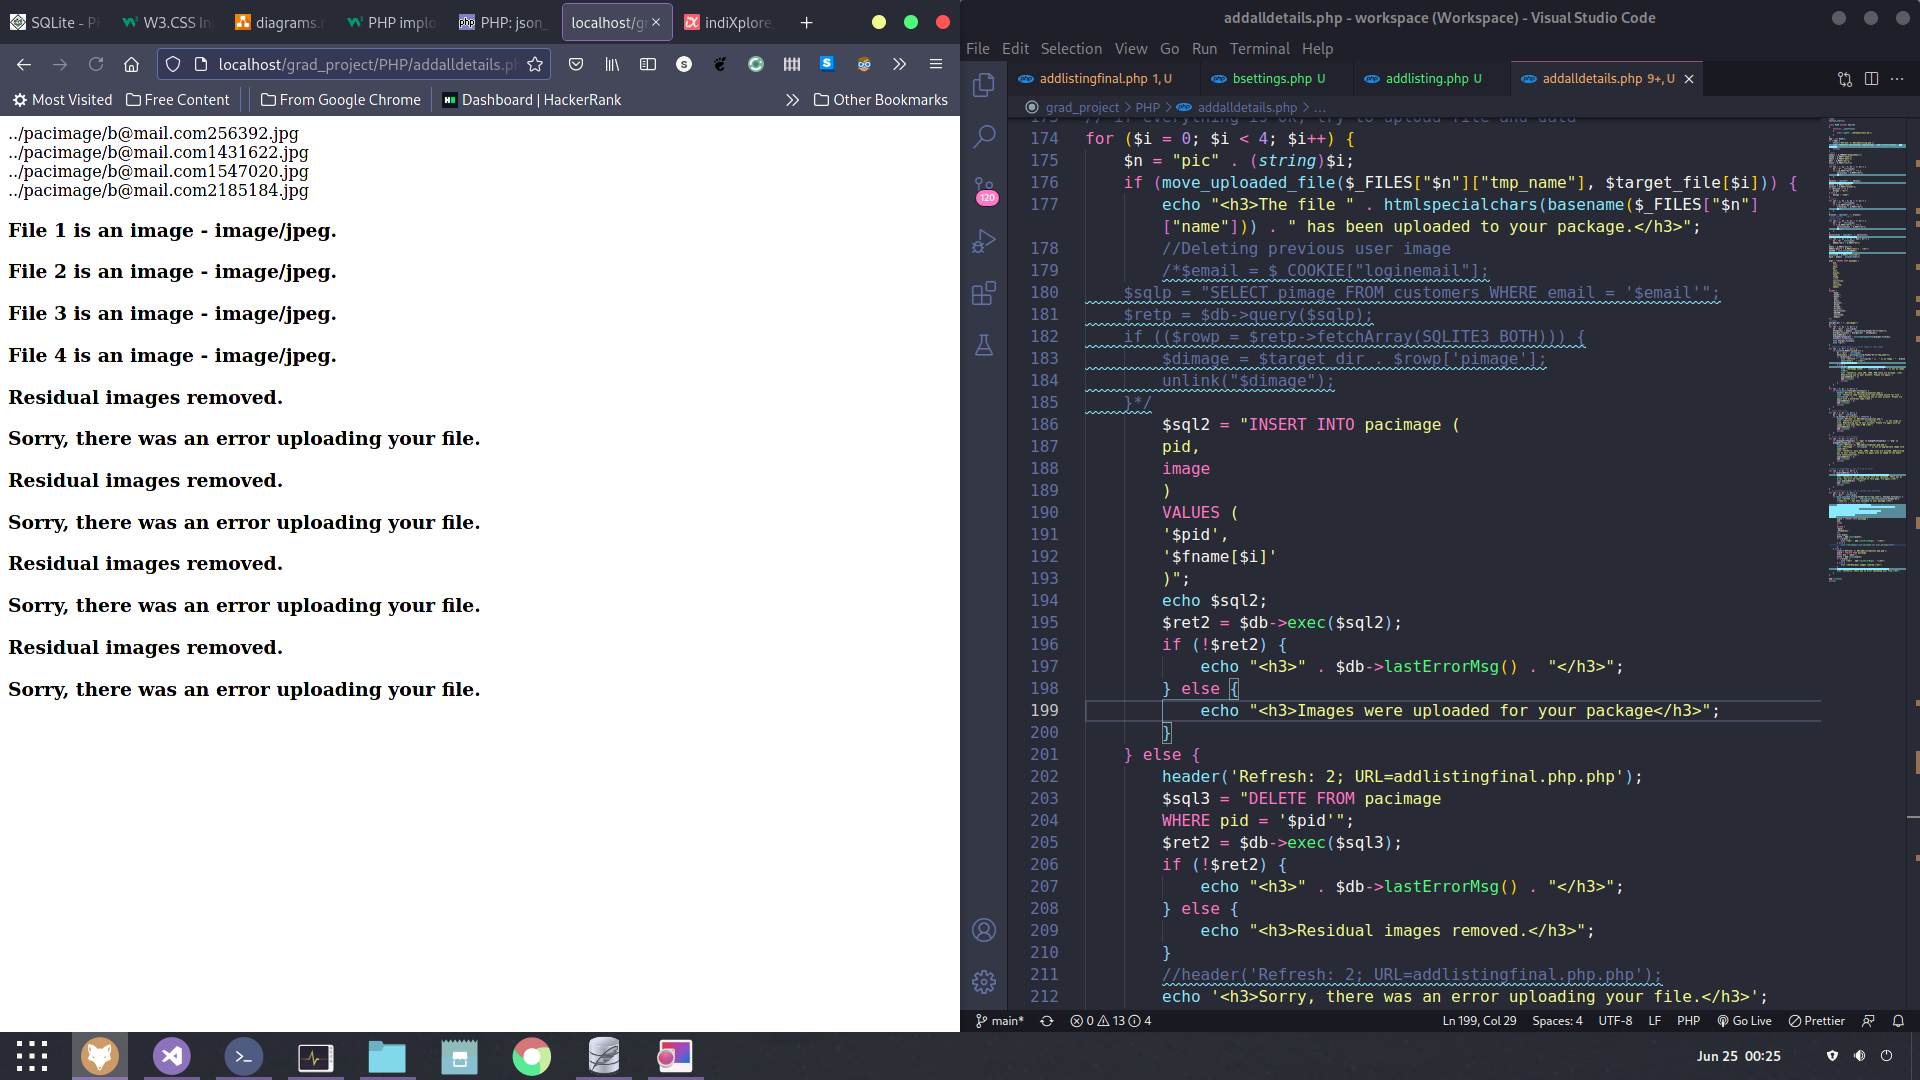 SQLite - P
W3.CSS In
diagrams.n
PHP implo
PHP: json_
localhost/gr
indiXplore
localhost/grad_project/PHP/addalldetails.ph
Most Visited
Free Content
From Google Chrome
Dashboard | HackerRank
Other Bookmarks
../pacimage/b@mail.com256392.jpg
../pacimage/b@mail.com1431622.jpg
../pacimage/b@mail.com1547020.jpg
../pacimage/b@mail.com2185184.jpg
File 1 is an image - image/jpeg.
File 2 is an image - image/jpeg.
File 3 is an image - image/jpeg.
File 4 is an image - image/jpeg.
Residual images removed.
Sorry, there was an error uploading your file.
Residual images removed.
Sorry, there was an error uploading your file.
Residual images removed.
Sorry, there was an error uploading your file.
Residual images removed.
Sorry, there was an error uploading your file.
addalldetails.php - workspace (Workspace) - Visual Studio Code
File Edit Selection View Go Run Terminal Help
addlistingfinal.php 1, U
bsettings.php U
addlisting.php U
addalldetails.php 9+, U
grad_project > PHP > addalldetails.php > ...
173 // if everything is ok, try to upload file and data
174 for ($i = 0; $i < 4; $i++) {
175 $n = "pic" . (string)$i;
176 if (move_uploaded_file($_FILES["$n"]["tmp_name"], $target_file[$i])) {
177 echo "<h3>The file " . htmlspecialchars(basename($_FILES["$n"]
["name"])) . " has been uploaded to your package.</h3>";
178 //Deleting previous user image
179 /*$email = $_COOKIE["loginemail"];
180 $sqlp = "SELECT pimage FROM customers WHERE email = '$email'";
181 $retp = $db->query($sqlp);
182 if (($rowp = $retp->fetchArray(SQLITE3_BOTH))) {
183 $dimage = $target_dir . $rowp['pimage'];
184 unlink("$dimage");
185 }*/
186 $sql2 = "INSERT INTO pacimage (
187 pid,
188 image
189 )
190 VALUES (
191 '$pid',
192 '$fname[$i]'
193 )";
194 echo $sql2;
195 $ret2 = $db->exec($sql2);
196 if (!$ret2) {
197 echo "<h3>" . $db->lastErrorMsg() . "</h3>";
198 } else {
199 echo "<h3>Images were uploaded for your package</h3>";
200 }
201 } else {
202 header('Refresh: 2; URL=addlistingfinal.php.php');
203 $sql3 = "DELETE FROM pacimage
204 WHERE pid = '$pid'";
205 $ret2 = $db->exec($sql3);
206 if (!$ret2) {
207 echo "<h3>" . $db->lastErrorMsg() . "</h3>";
208 } else {
209 echo "<h3>Residual images removed.</h3>";
210 }
211 //header('Refresh: 2; URL=addlistingfinal.php.php');
212 echo '<h3>Sorry, there was an error uploading your file.</h3>';
120
main* 0 13 4 Ln 199, Col 29 Spaces: 4 UTF-8 LF PHP Go Live Prettier
Jun 25 00:25